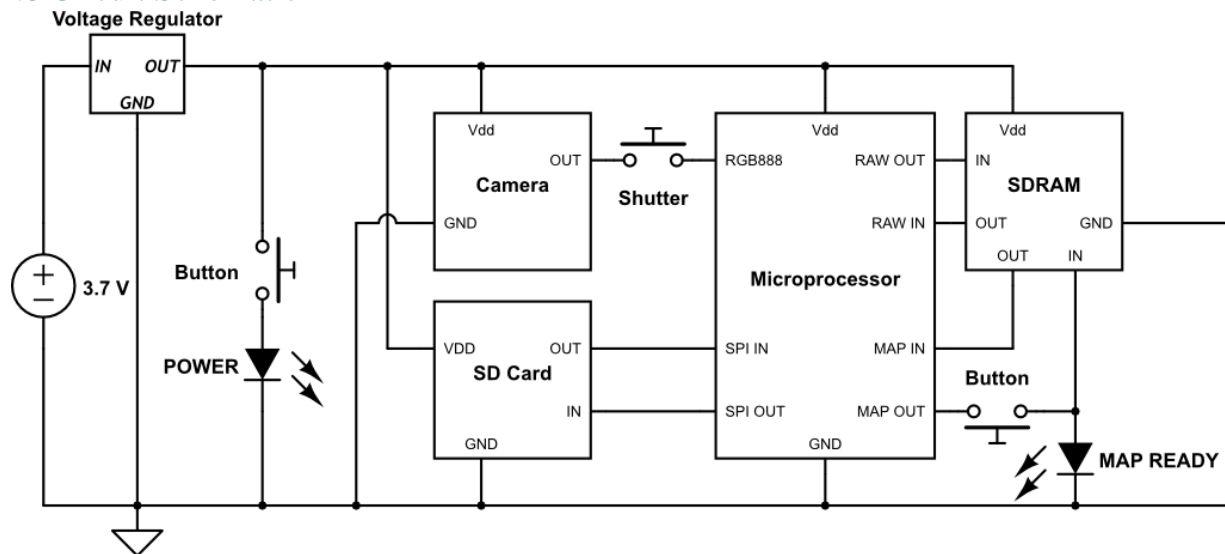 Voltage Regulator
IN OUT
GND
3.7 V
Button
POWER
Vdd
OUT
Camera
GND
Shutter
VDD OUT
SD Card
IN
GND
Vdd
RGB888 RAW OUT
RAW IN
Microprocessor
SPI IN MAP IN
SPI OUT MAP OUT
GND
Vdd
IN
SDRAM
OUT GND
OUT IN
Button
MAP READY